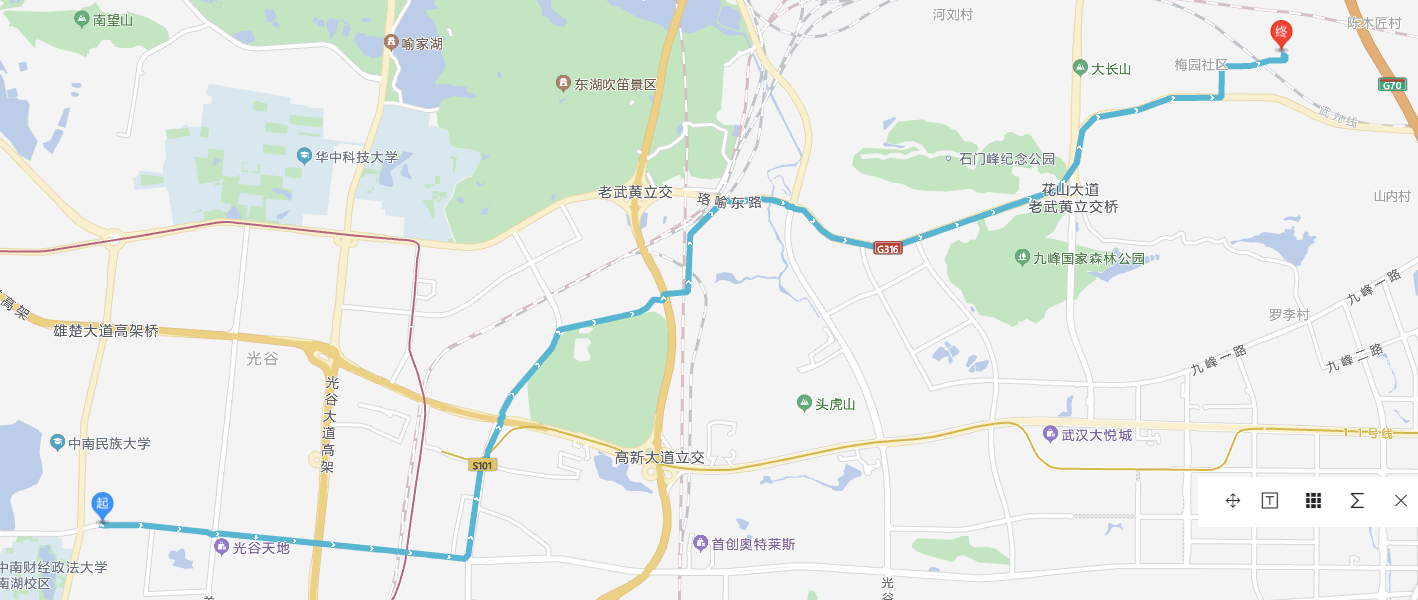 南望山
河刘村
陈木匠村
喻家湖
终
梅园社区
大长山
东湖吹笛景区
G70
武九线
华中科技大学
石门峰纪念公园
老武黄立交
珞喻东路
花山大道
老武黄立交桥
山内村
G316
九峰国家森林公园
高架
九峰一路
罗李村
雄楚大道高架桥
光谷
九峰一路
九峰二路
光谷大道高架
头虎山
中南民族大学
武汉大悦城
11号线
高新大道立交
S101
起
光谷天地
首创奥特莱斯
中南财经政法大学
南湖校区
光谷